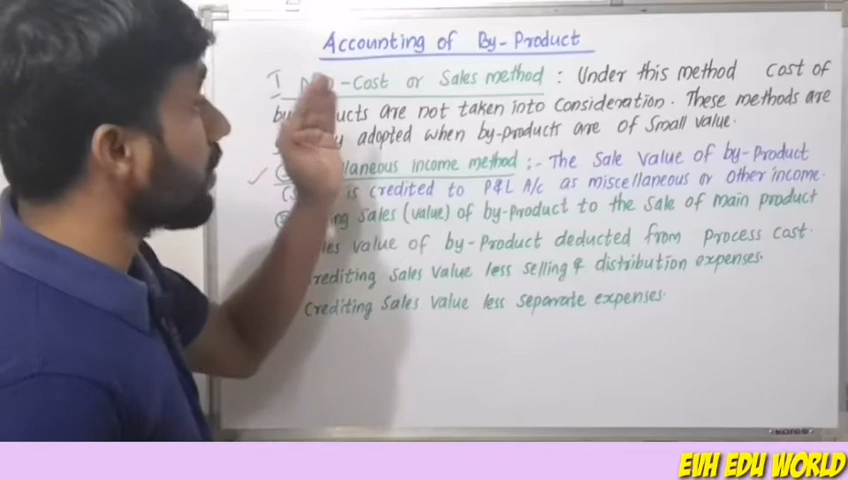 Accounting of By-Product
I -Cost or Sales method : Under this method cost of
are not taken into Consideration. These methods are
adopted when by-products are of Small value.
income method :- The Sale value of by-Product
is credited to P&L A/c as miscellaneous or other income.
Sales (value) of by-product to the Sale of main product
value of by-Product deducted from Process Cost.
Crediting Sales Value less selling & distribution expenses.
Crediting Sales Value less separate expenses.
KORES
EVH EDU WORLD